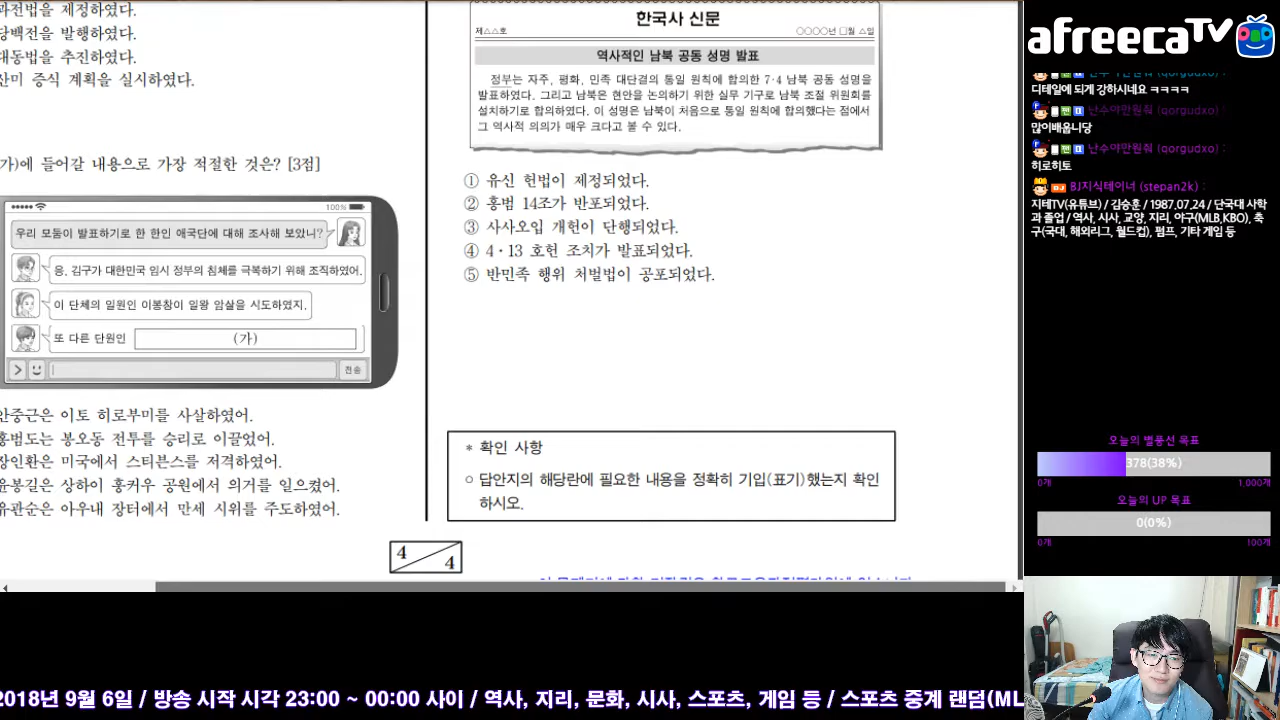 과전법을 제정하였다.
당백전을 발행하였다.
대동법을 추진하였다.
산미 증식 계획을 실시하였다.
가)에 들어갈 내용으로 가장 적절한 것은? [3점]
100%
우리 모둠이 발표하기로 한 한인 애국단에 대해 조사해 보았니?
응, 김구가 대한민국 임시 정부의 침체를 극복하기 위해 조직하였어.
이 단체의 일원인 이봉창이 일왕 암살을 시도하였지.
또 다른 단원인 (가)
전송
안중근은 이토 히로부미를 사살하였어.
홍범도는 봉오동 전투를 승리로 이끌었어.
장인환은 미국에서 스티븐스를 저격하였어.
윤봉길은 상하이 훙커우 공원에서 의거를 일으켰어.
유관순은 아우내 장터에서 만세 시위를 주도하였어.
한국사 신문
제△△호 ○○○○년 □월 △일
역사적인 남북 공동 성명 발표
정부는 자주, 평화, 민족 대단결의 통일 원칙에 합의한 7·4 남북 공동 성명을
발표하였다. 그리고 남북은 현안을 논의하기 위한 실무 기구로 남북 조절 위원회를
설치하기로 합의하였다. 이 성명은 남북이 처음으로 통일 원칙에 합의했다는 점에서
그 역사적 의의가 매우 크다고 볼 수 있다.
① 유신 헌법이 제정되었다.
② 홍범 14조가 반포되었다.
③ 사사오입 개헌이 단행되었다.
④ 4·13 호헌 조치가 발표되었다.
⑤ 반민족 행위 처벌법이 공포되었다.
* 확인 사항
○ 답안지의 해당란에 필요한 내용을 정확히 기입(표기)했는지 확인
하시오.
4
4
afreecaTV
디테일에 되게 강하시네요 ㅋㅋㅋㅋ
난수야만원줘 (qorgudxo) :
많이배웁니당
난수야만원줘 (qorgudxo) :
히로히토
BJ지식테이너 (stepan2k) :
지테TV(유튜브) / 김승훈 / 1987,07,24 / 단국대 사학
과 졸업 / 역사, 시사, 교양, 지리, 야구(MLB,KBO), 축
구(국대, 해외리그, 월드컵), 펌프, 기타 게임 등
오늘의 별풍선 목표
378(38%)
0개 1,000개
오늘의 UP 목표
0(0%)
0개 100개
2018년 9월 6일 / 방송 시작 시각 23:00 ~ 00:00 사이 / 역사, 지리, 문화, 시사, 스포츠, 게임 등 / 스포츠 중계 랜덤(ML